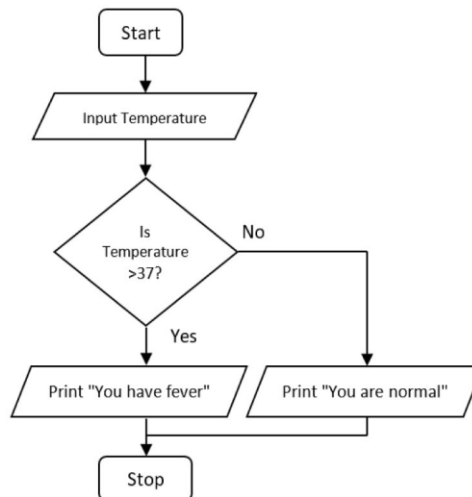 Start
Input Temperature
Is
Temperature
>37?
No
Yes
Print "You have fever"
Print "You are normal"
Stop